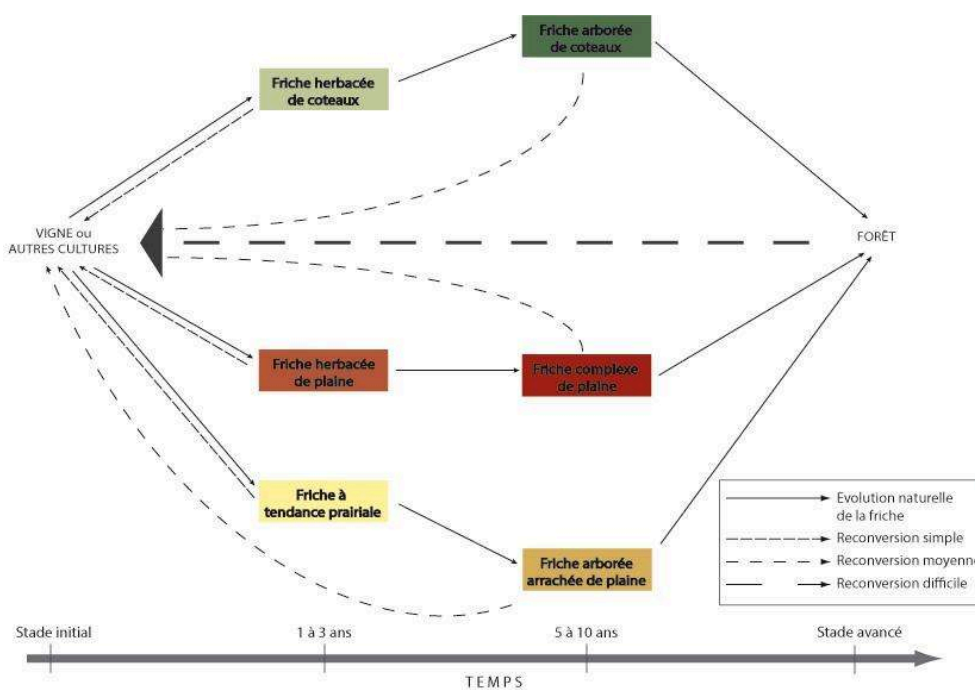 Friche arborée
de coteaux
Friche herbacée
de coteaux
VIGNE ou
AUTRES CULTURES
FORÊT
Friche herbacée
de plaine
Friche complexe
de plaine
Friche à
tendance prairiale
Friche arborée
arrachée de plaine
Evolution naturelle
de la friche
Reconversion simple
Reconversion moyenne
Reconversion difficile
Stade initial
1 à 3 ans
5 à 10 ans
Stade avancé
TEMPS